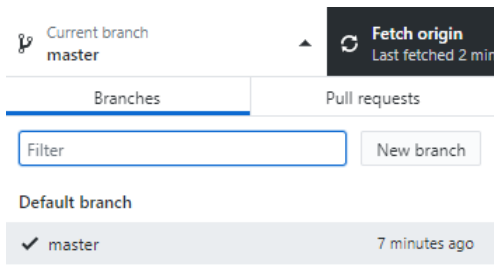 Current branch
master
Fetch origin
Last fetched 2
Branches
Pull requests
Filter
New branch
Default branch
master
7 minutes ago